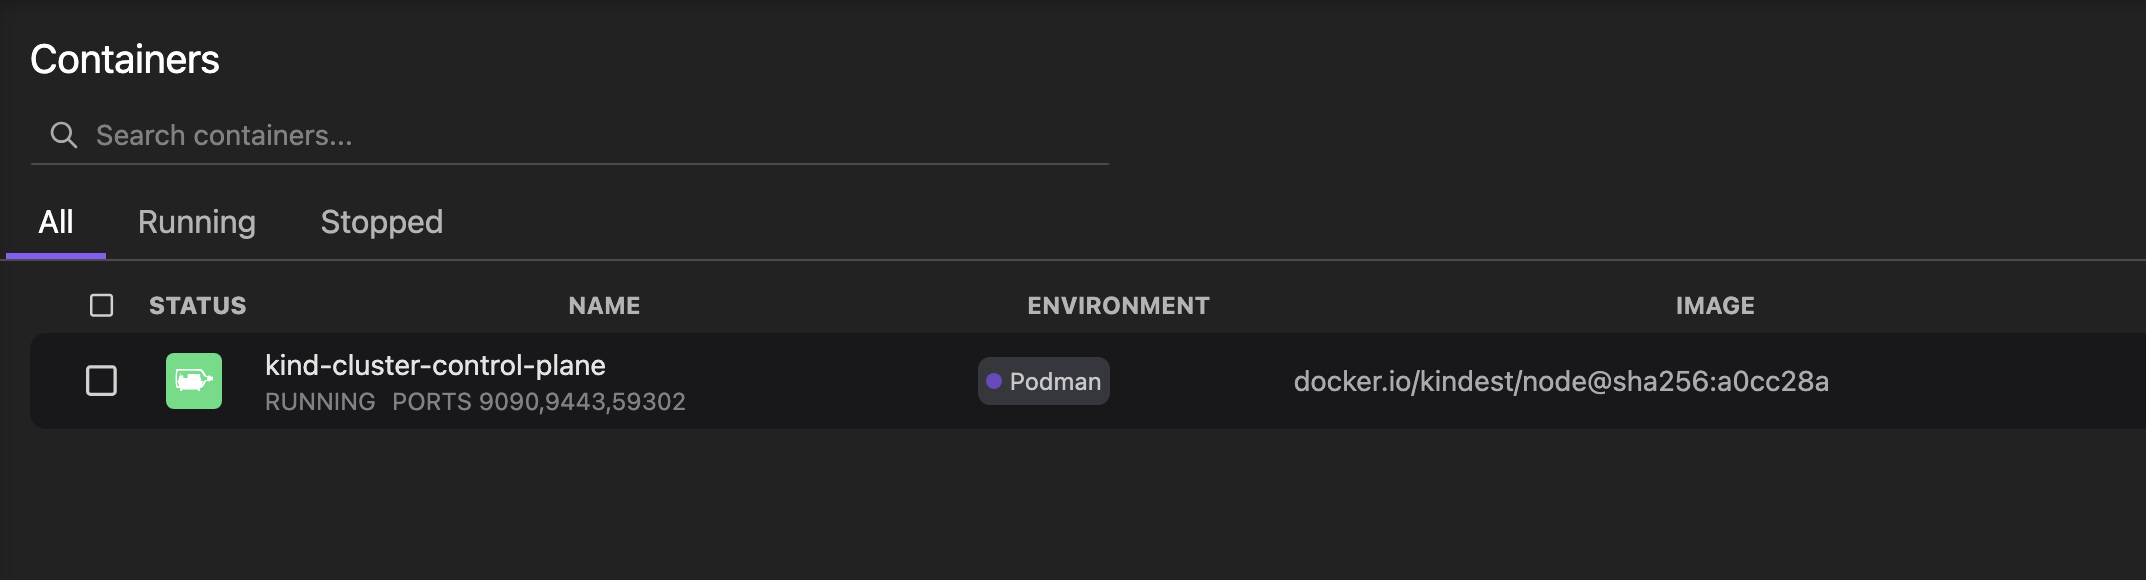 Containers
Search containers...
All Running Stopped
STATUS NAME ENVIRONMENT IMAGE
kind-cluster-control-plane
RUNNING PORTS 9090,9443,59302
Podman
docker.io/kindest/node@sha256:a0cc28a